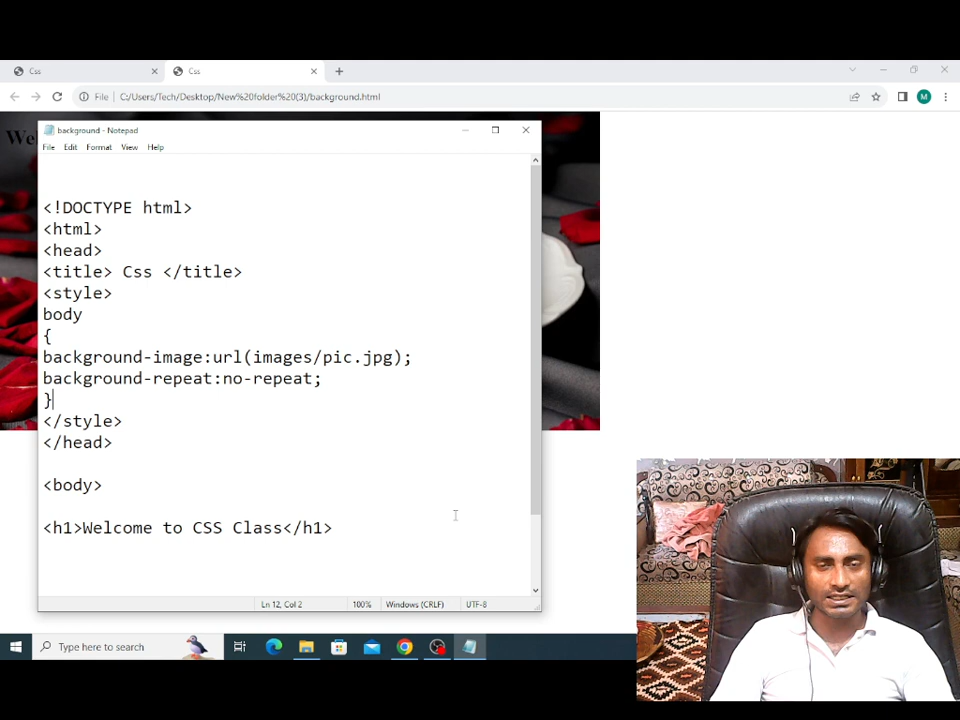 Css
Css
File
C:/Users/Tech/Desktop/New%20folder%20(3)/background.html
M
background - Notepad
File Edit Format View Help
<!DOCTYPE html>
<html>
<head>
<title> Css </title>
<style>
body
{
background-image:url(images/pic.jpg);
background-repeat:no-repeat;
}
</style>
</head>
<body>
<h1>Welcome to CSS Class</h1>
Ln 12, Col 2 100% Windows (CRLF) UTF-8
Type here to search